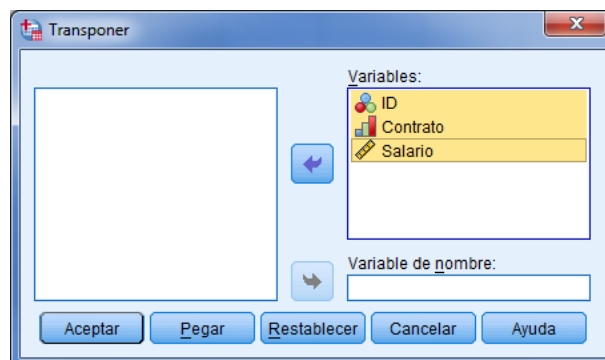 Transponer
Variables:
ID
Contrato
Salario
Variable de nombre:
Aceptar
Pegar
Restablecer
Cancelar
Ayuda